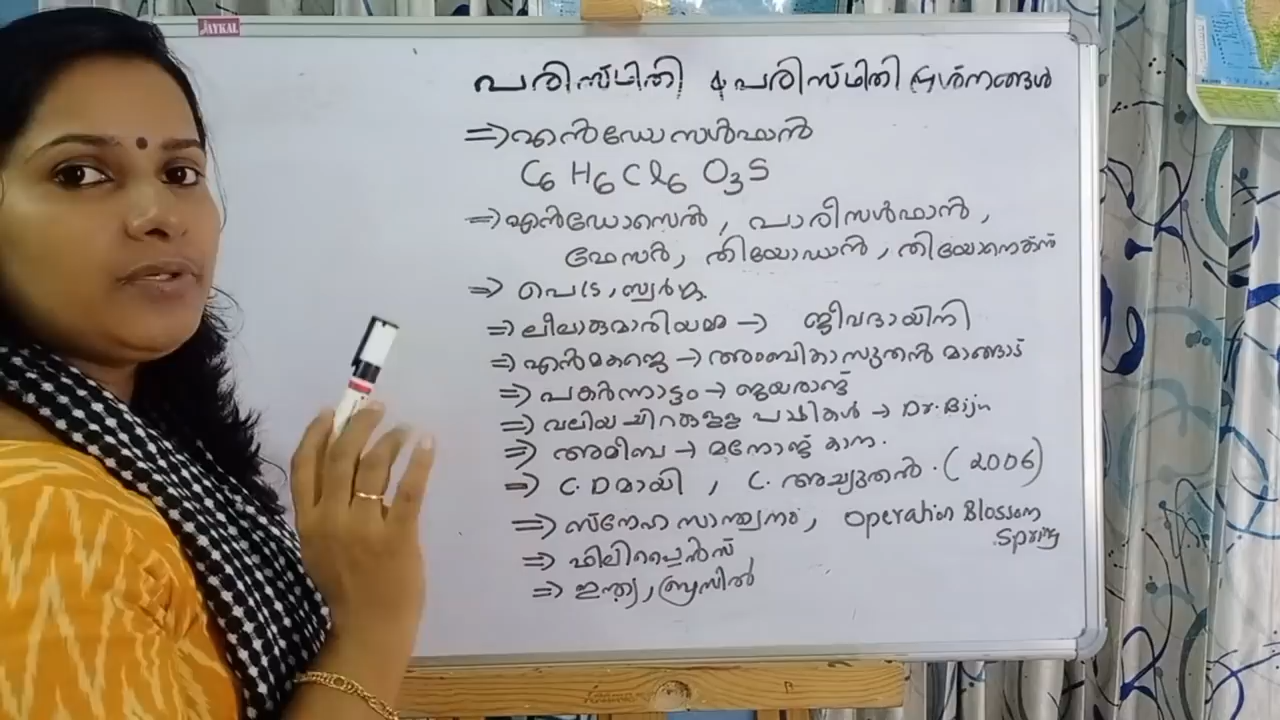 JAYKAL
പരിസ്ഥിതി & പരിസ്ഥിതി പ്രശ്നങ്ങൾ
⇒ എൻഡോസൾഫാൻ
C6 H6 Cl6 O3 S
⇒ എൻഡോസെൽ, പാരിസൾഫാൻ,
ഫേസർ, തിയോഡാൻ,
⇒ പെട്ര, സ്വർഗ്ഗ.
⇒ ലീലാകുമാരിയമ്മ → ജീവദായിനി
⇒ എൻമകജെ → അംബികാസുതൻ മാങ്ങാട്
⇒ പകർന്നാട്ടം → ജയരാജ്
⇒ വലിയ ചിറകുള്ള പക്ഷികൾ → Dr. Biju
⇒ അമീബ → മനോജ് കാന.
⇒ C. D മായി, C. അച്യുതൻ. (2006)
⇒ സ്നേഹ സാന്ത്വനം, Operation Blossom
Spring
⇒ ഫിലിപ്പൈൻസ്
⇒ ഇന്ത്യ, ബ്രസീൽ